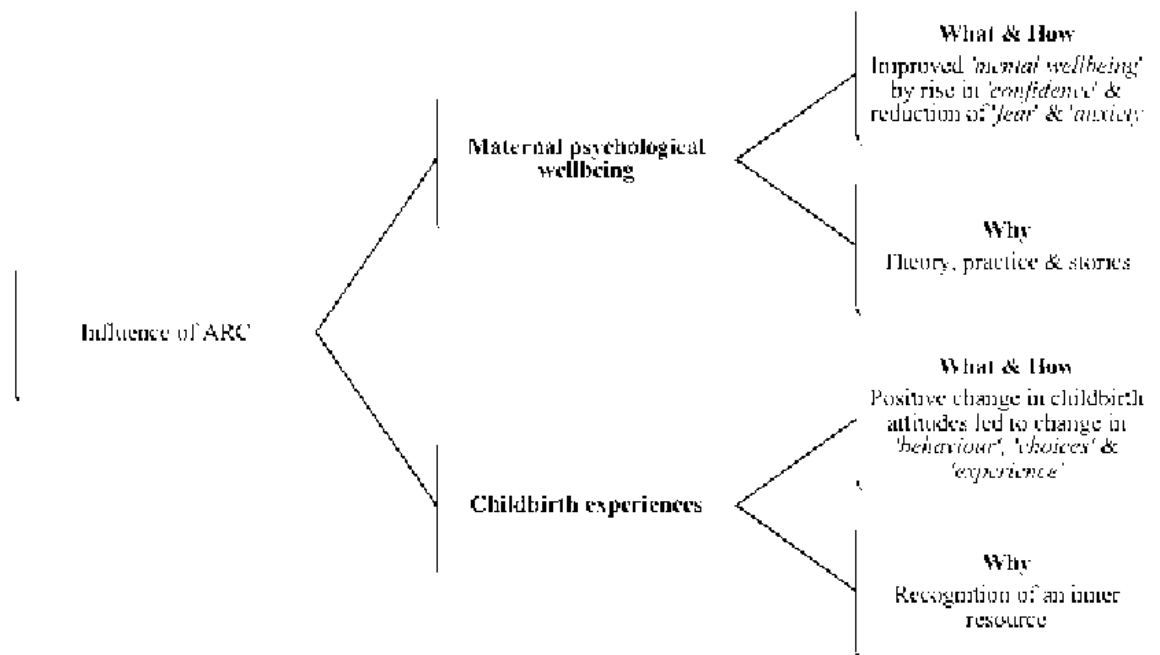 Influence of ARC
Maternal psychological
wellbeing
What & How
Improved 'mental wellbeing'
by rise in 'confidence' &
reduction of 'fear' & 'anxiety
Why
Theory, practice & stories
Childbirth experiences
What & How
Positive change in childbirth
attitudes led to change in
'behaviour', 'choices' &
'experience'
Why
Recognition of an inner
resource